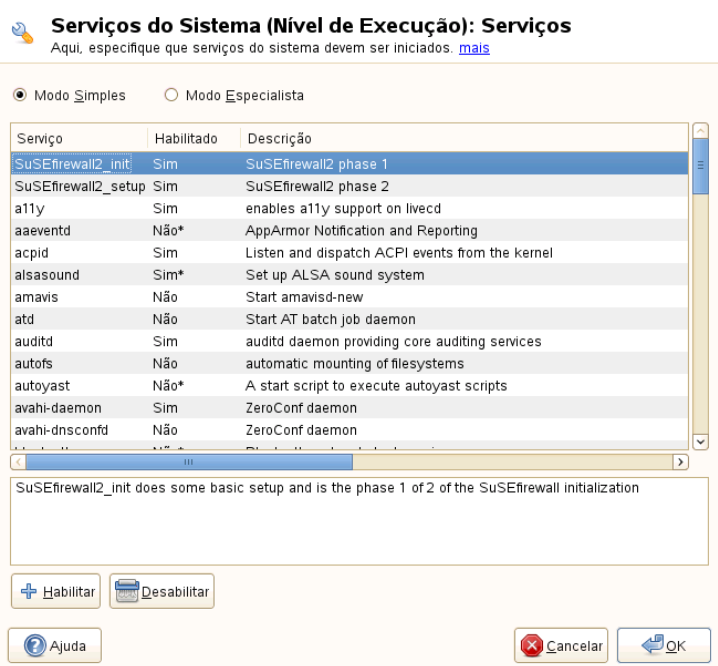 Serviços do Sistema (Nível de Execução): Serviços
Aqui, especifique que serviços do sistema devem ser iniciados. mais
Modo Simples Modo Especialista
Serviço Habilitado Descrição
SuSEfirewall2_init Sim SuSEfirewall2 phase 1
SuSEfirewall2_setup Sim SuSEfirewall2 phase 2
a11y Sim enables a11y support on livecd
aaeventd Não* AppArmor Notification and Reporting
acpid Sim Listen and dispatch ACPI events from the kernel
alsasound Sim* Set up ALSA sound system
amavis Não Start amavisd-new
atd Não Start AT batch job daemon
auditd Sim auditd daemon providing core auditing services
autofs Não automatic mounting of filesystems
autoyast Não* A start script to execute autoyast scripts
avahi-daemon Sim ZeroConf daemon
avahi-dnsconfd Não ZeroConf daemon
SuSEfirewall2_init does some basic setup and is the phase 1 of 2 of the SuSEfirewall initialization
Habilitar Desabilitar
Ajuda Cancelar OK